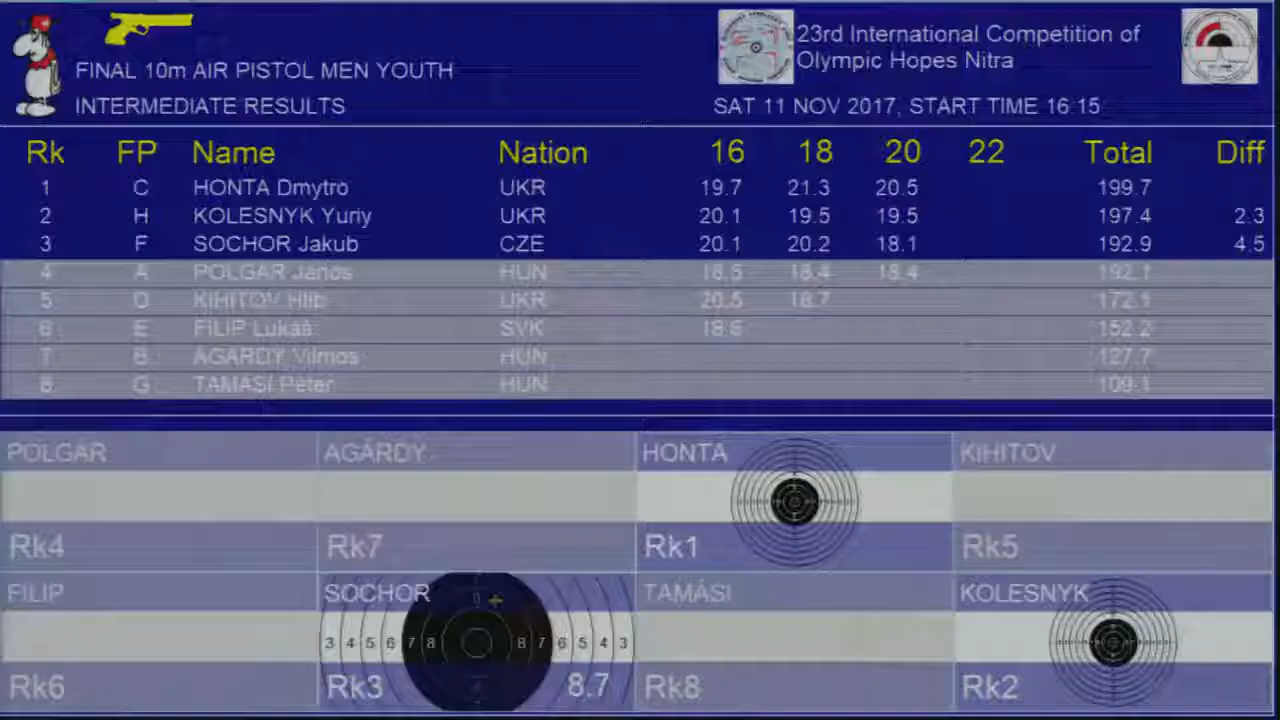 FINAL 10m AIR PISTOL MEN YOUTH
INTERMEDIATE RESULTS
23rd International Competition of
Olympic Hopes Nitra
SAT 11 NOV 2017, START TIME 16:15
Rk FP Name Nation 16 18 20 22 Total Diff
1 C HONTA Dmytro UKR 19.7 21.3 20.5 199.7
2 H KOLESNYK Yuriy UKR 20.1 19.5 19.5 197.4 2.3
3 F SOCHOR Jakub CZE 20.1 20.2 18.1 192.9 4.5
4 A POLGÁR János HUN 18.5 18.4 18.4 192.1
5 D KIHITOV Hlib UKR 20.5 18.7 172.1
6 E FILIP Lukáš SVK 18.6 152.2
7 B AGÁRDY Vilmos HUN 127.7
8 G TAMÁSI Péter HUN 109.1
POLGÁR AGÁRDY HONTA KIHITOV
Rk4 Rk7 Rk1 Rk5
FILIP SOCHOR TAMÁSI KOLESNYK
3 4 5 6 7 8 8 7 6 5 4 3
Rk6 Rk3 8.7 Rk8 Rk2